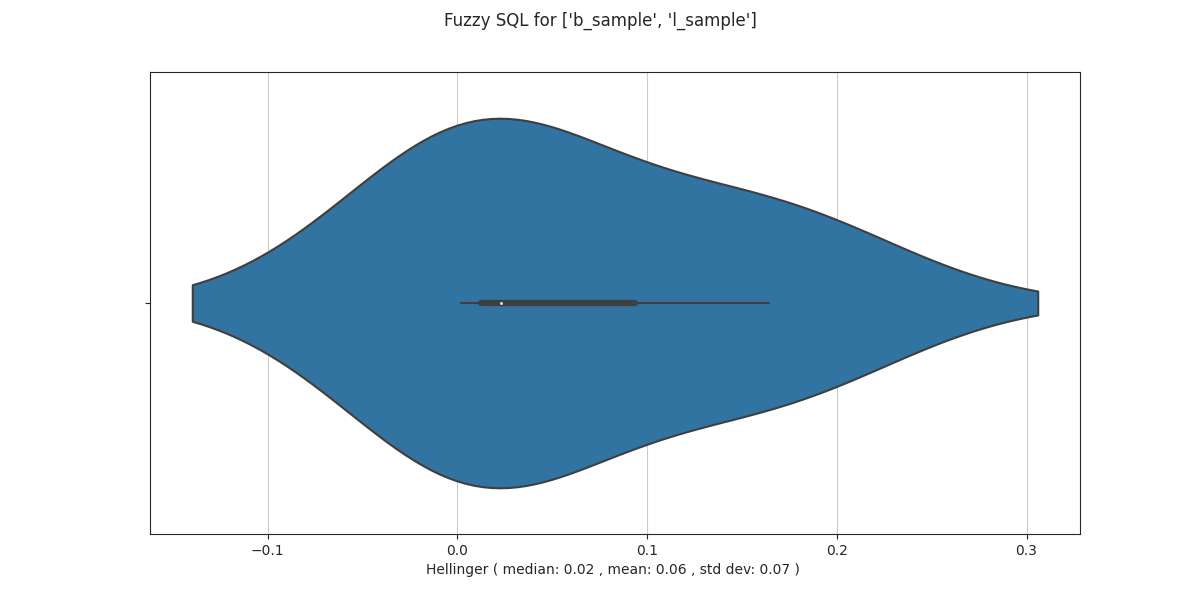 Fuzzy SQL for ['b_sample', 'l_sample']
−0.1 0.0 0.1 0.2 0.3
Hellinger ( median: 0.02 , mean: 0.06 , std dev: 0.07 )